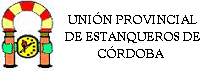 UNIÓN PROVINCIAL
DE ESTANQUEROS DE
CÓRDOBA